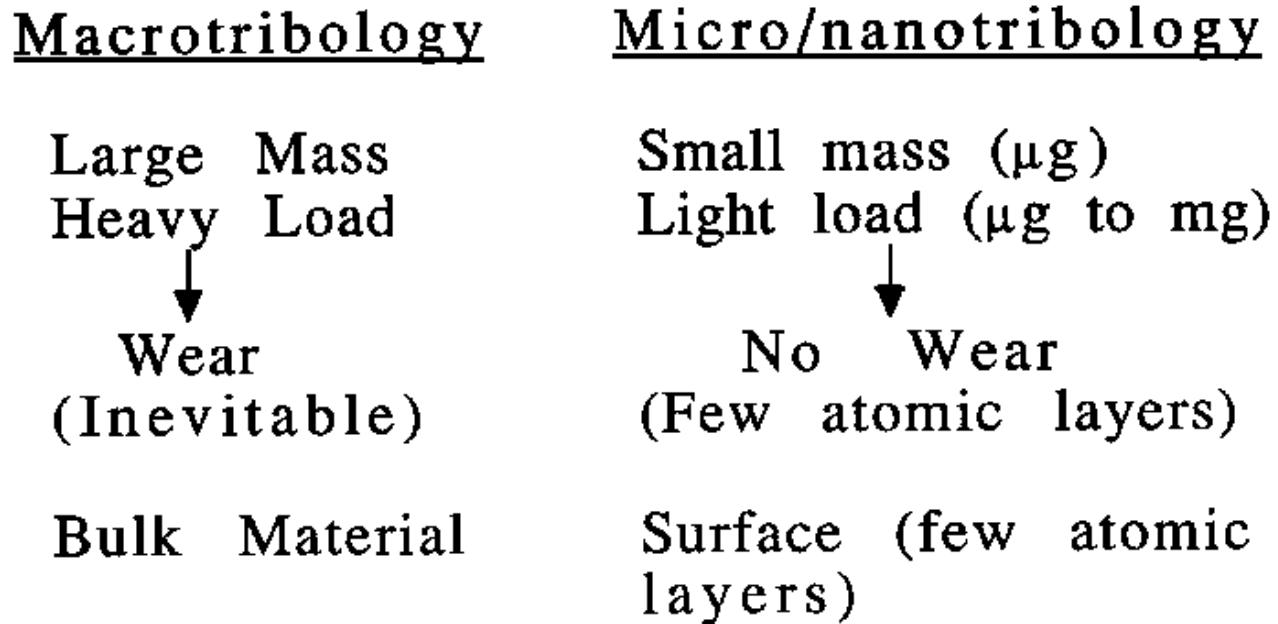 Macrotribology
Large Mass
Heavy Load
Wear
(Inevitable)
Bulk Material
Micro/nanotribology
Small mass (μg)
Light load (μg to mg)
No Wear
(Few atomic layers)
Surface (few atomic
layers)